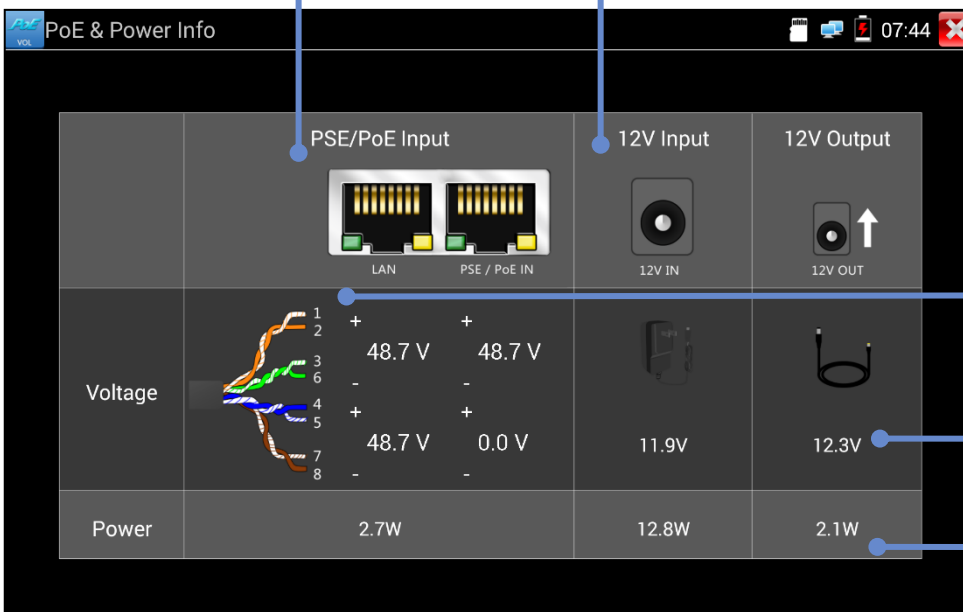 PoE
VOL
PoE & Power Info
07:44
PSE/PoE Input
12V Input
12V Output
LAN
PSE / PoE IN
12V IN
12V OUT
Voltage
1
2
3
6
4
5
7
8
+ +
48.7 V 48.7 V
- -
+ +
48.7 V 0.0 V
- -
11.9V
12.3V
Power
2.7W
12.8W
2.1W